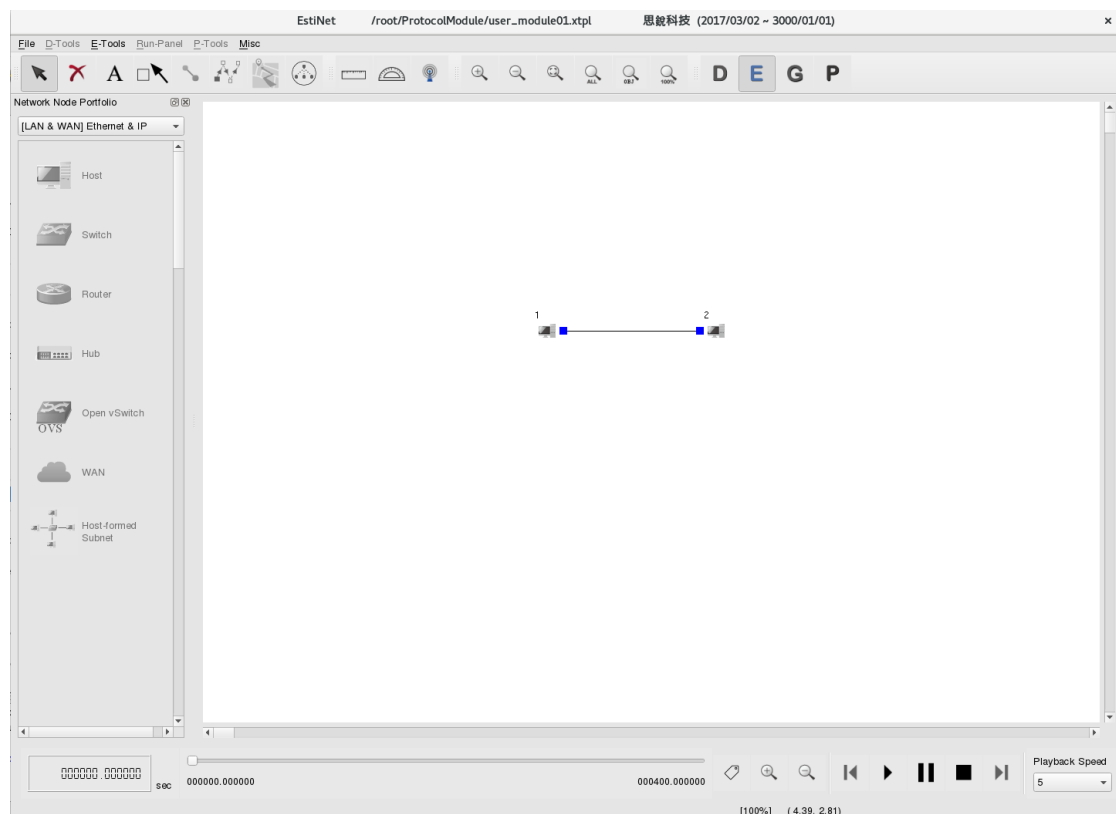 EstiNet /root/ProtocolModule/user_module01.xtpl 思銳科技 (2017/03/02 ~ 3000/01/01) ×
File D-Tools E-Tools Run-Panel P-Tools Misc
A ALL OBJ 100% D E G P
Network Node Portfolio
[LAN & WAN] Ethernet & IP
Host
Switch
Router
Hub
Open vSwitch
OVS
WAN
Host-formed
Subnet
1 2
000000.000000 sec
000000.000000 000400.000000
Playback Speed
5
[100%] ( 4.39, 2.81)